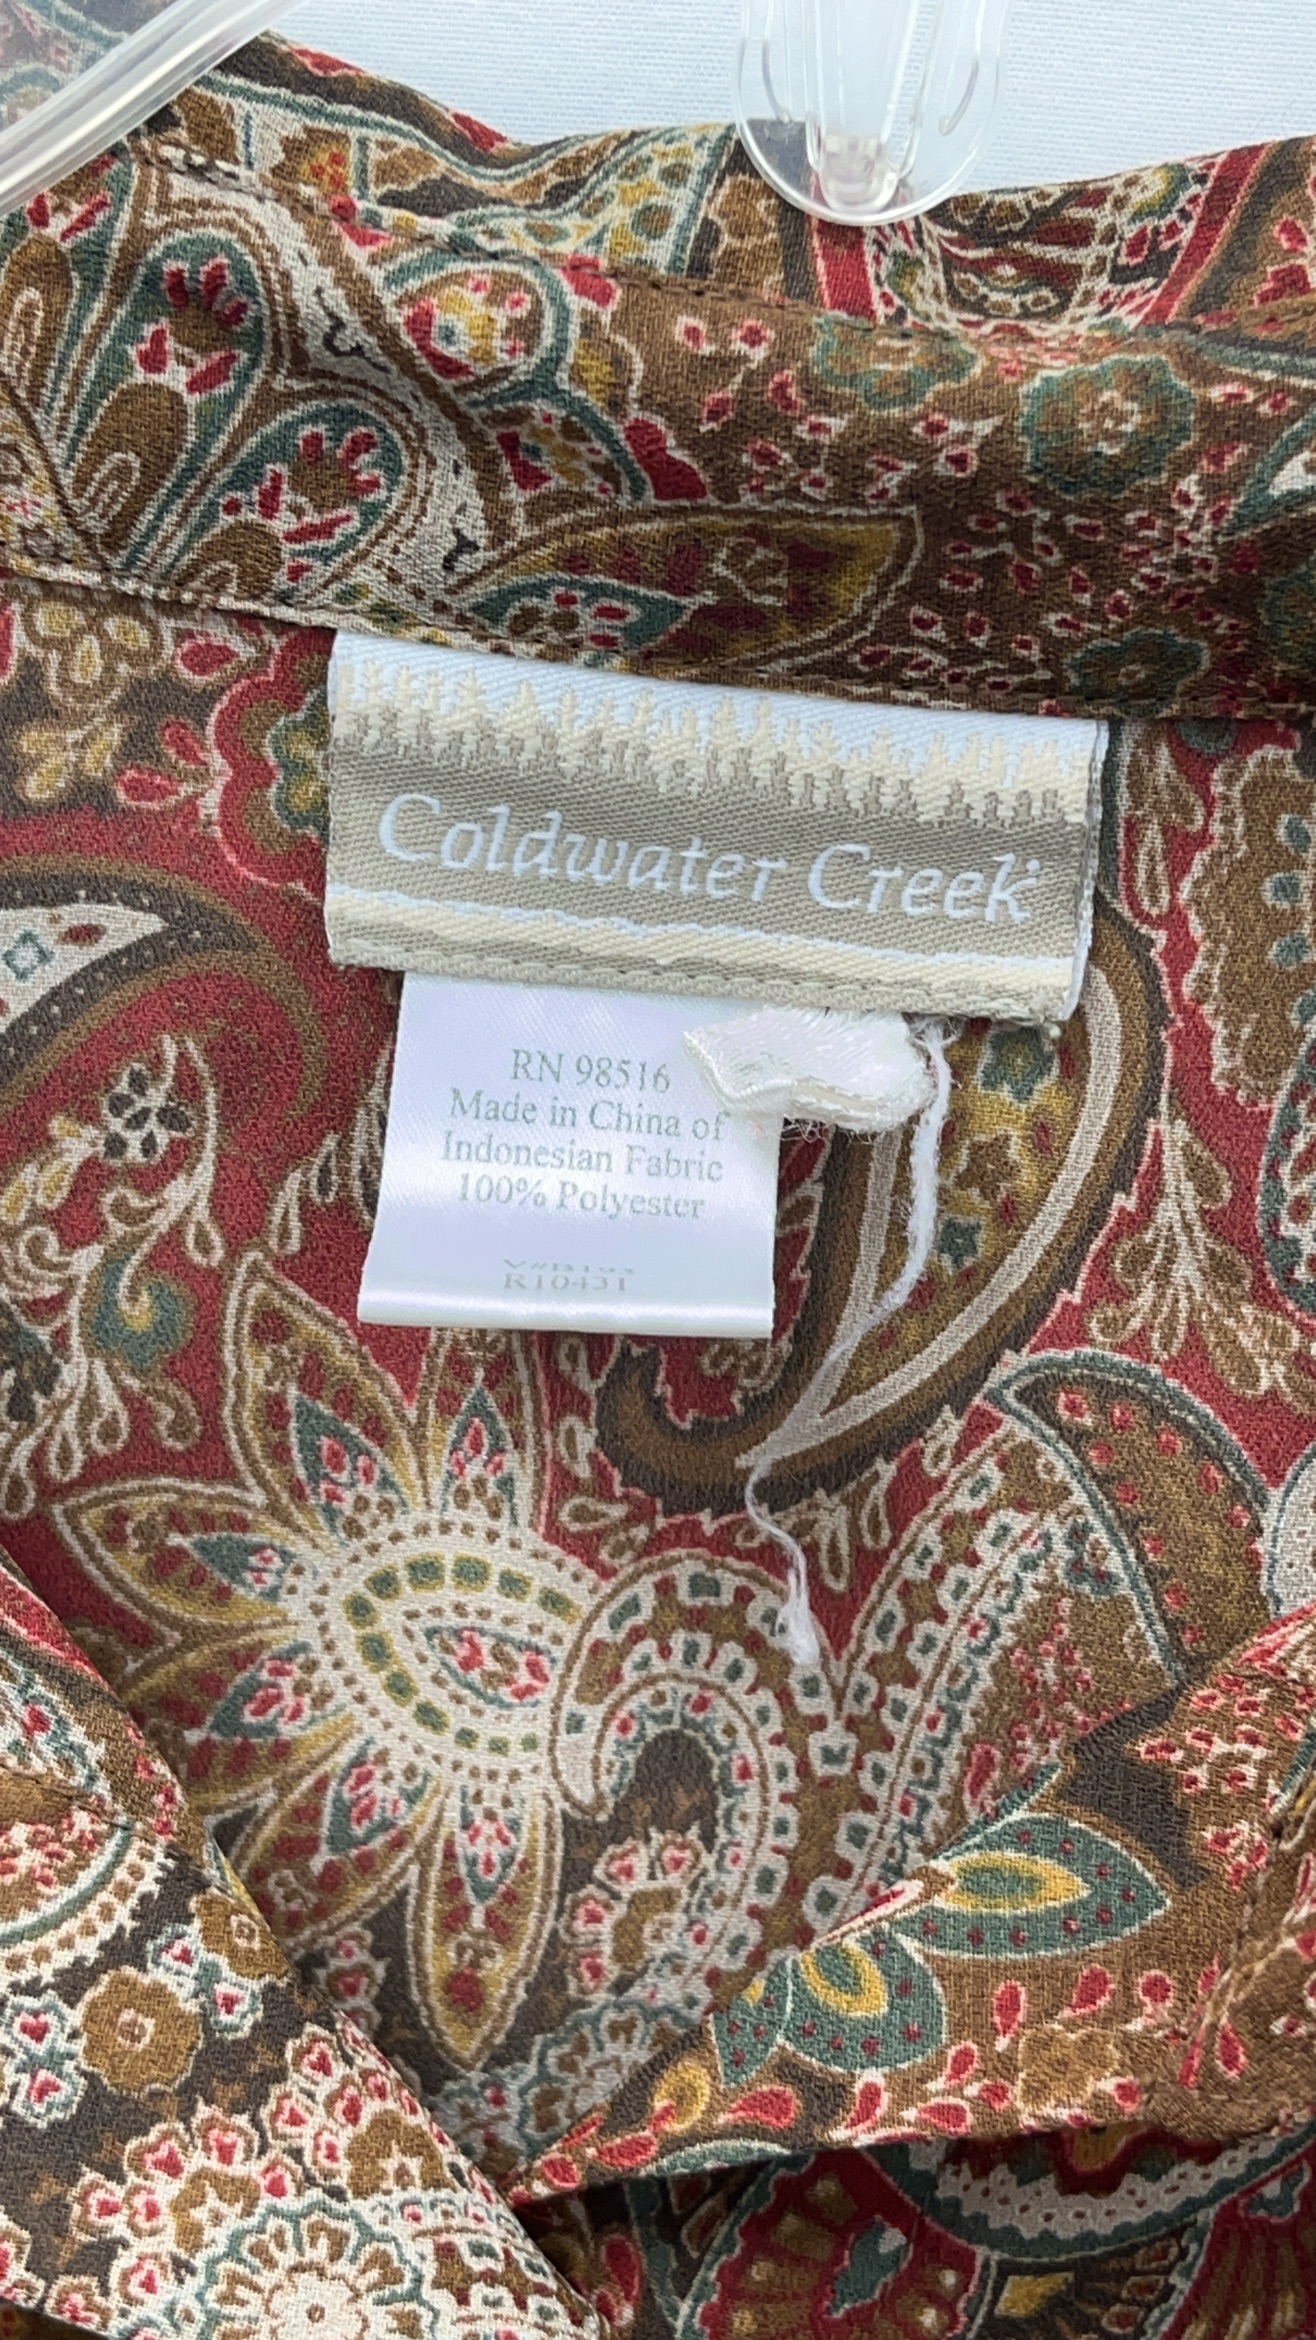 Coldwater Creek
RN 98516
Made in China of
Indonesian Fabric
100% Polyester
R10431